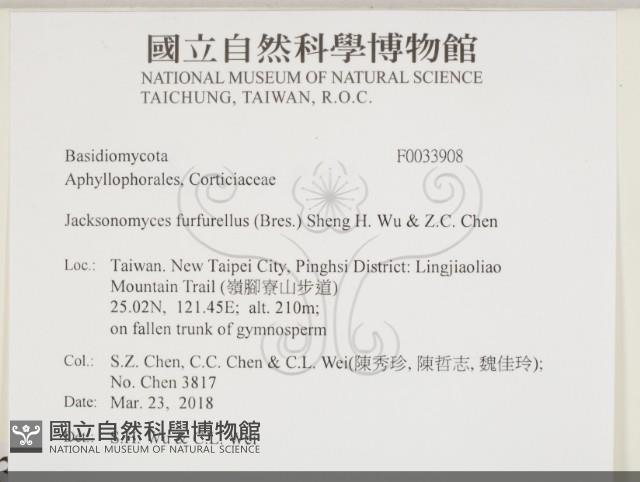 國立自然科學博物館
NATIONAL MUSEUM OF NATURAL SCIENCE
TAICHUNG, TAIWAN, R.O.C.
Basidiomycota F0033908
Aphyllophorales, Corticiaceae
Jacksonomyces furfurellus (Bres.) Sheng H. Wu & Z.C. Chen
Loc.: Taiwan. New Taipei City, Pinghsi District: Lingjiaoliao
Mountain Trail (嶺腳寮山步道)
25.02N, 121.45E; alt. 210m;
on fallen trunk of gymnosperm
Col.: S.Z. Chen, C.C. Chen & C.L. Wei(陳秀珍, 陳哲志, 魏佳玲);
No. Chen 3817
Date: Mar. 23, 2018
Det.: S.H. Wu & C.L. Wei
國立自然科學博物館
NATIONAL MUSEUM OF NATURAL SCIENCE